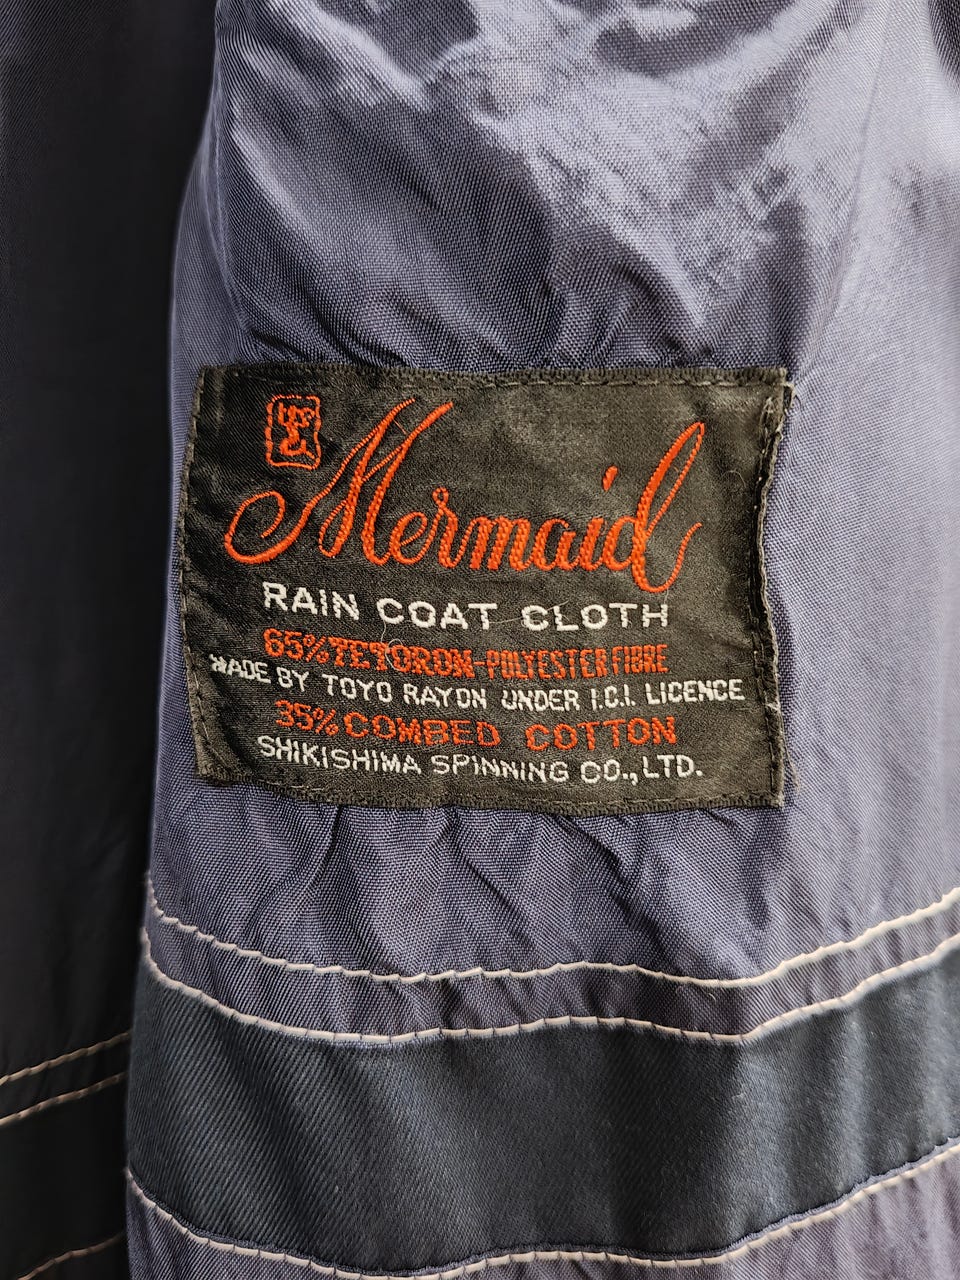 Mermaid
RAIN COAT CLOTH
65% TETORON-POLYESTER FIBRE
MADE BY TOYO RAYON UNDER I.C.I. LICENCE
35% COMBED COTTON
SHIKISHIMA SPINNING CO., LTD.